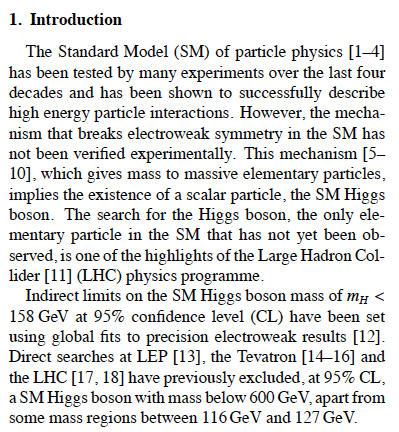 1. Introduction
The Standard Model (SM) of particle physics [1–4]
has been tested by many experiments over the last four
decades and has been shown to successfully describe
high energy particle interactions. However, the mecha-
nism that breaks electroweak symmetry in the SM has
not been verified experimentally. This mechanism [5–
10], which gives mass to massive elementary particles,
implies the existence of a scalar particle, the SM Higgs
boson. The search for the Higgs boson, the only ele-
mentary particle in the SM that has not yet been ob-
served, is one of the highlights of the Large Hadron Col-
lider [11] (LHC) physics programme.
Indirect limits on the SM Higgs boson mass of m_H <
158 GeV at 95% confidence level (CL) have been set
using global fits to precision electroweak results [12].
Direct searches at LEP [13], the Tevatron [14–16] and
the LHC [17, 18] have previously excluded, at 95% CL,
a SM Higgs boson with mass below 600 GeV, apart from
some mass regions between 116 GeV and 127 GeV.